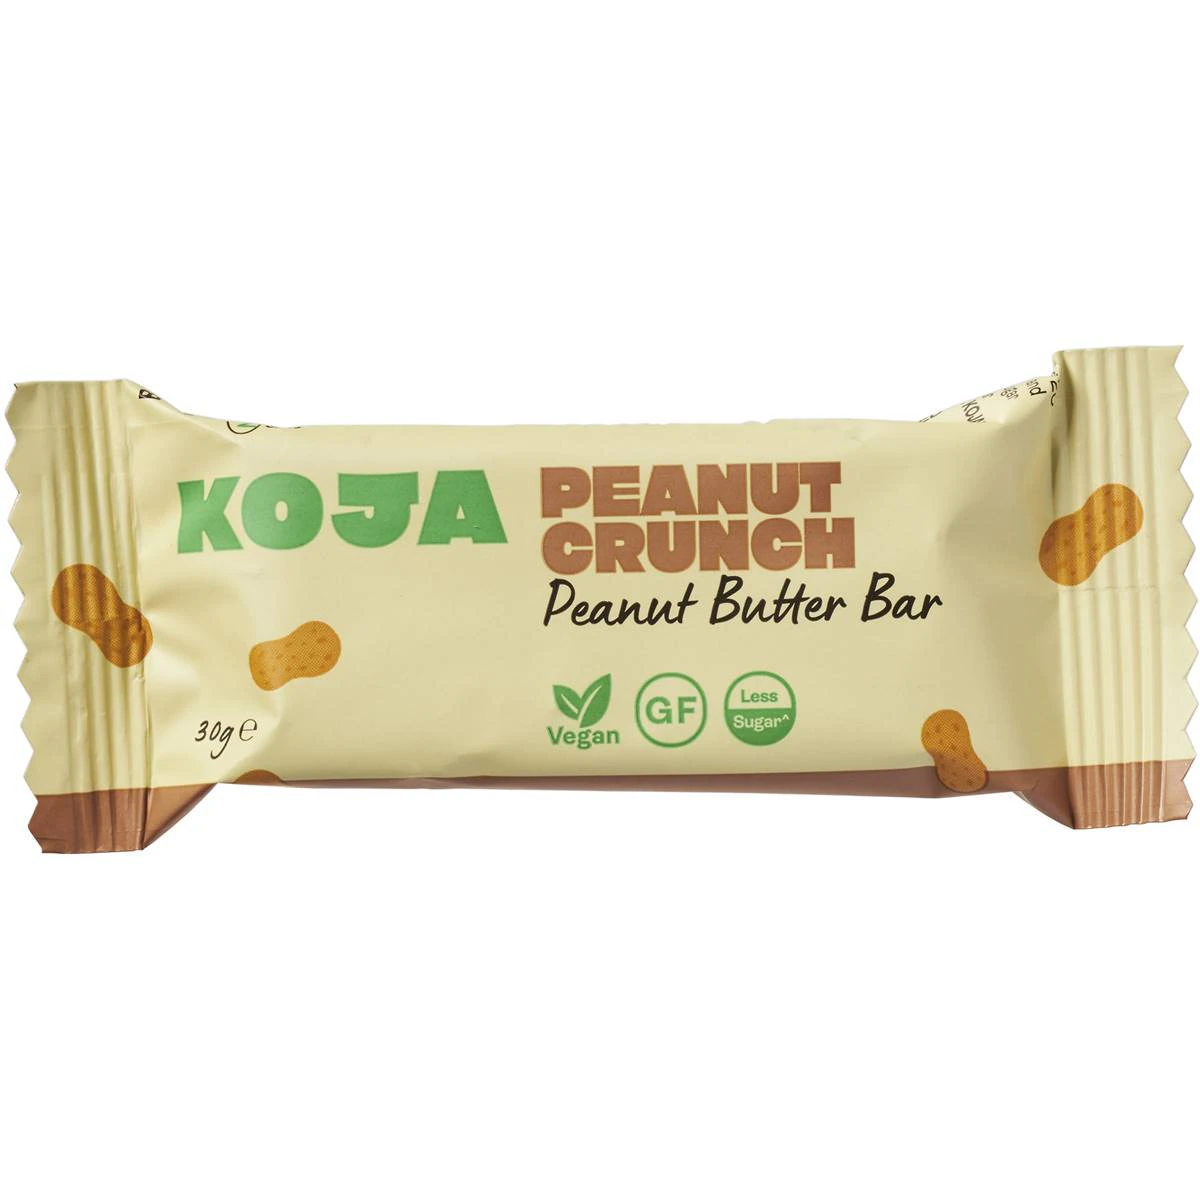 KOJA
PEANUT
CRUNCH
Peanut Butter Bar
Vegan
GF
Less
Sugar^
30g ℮